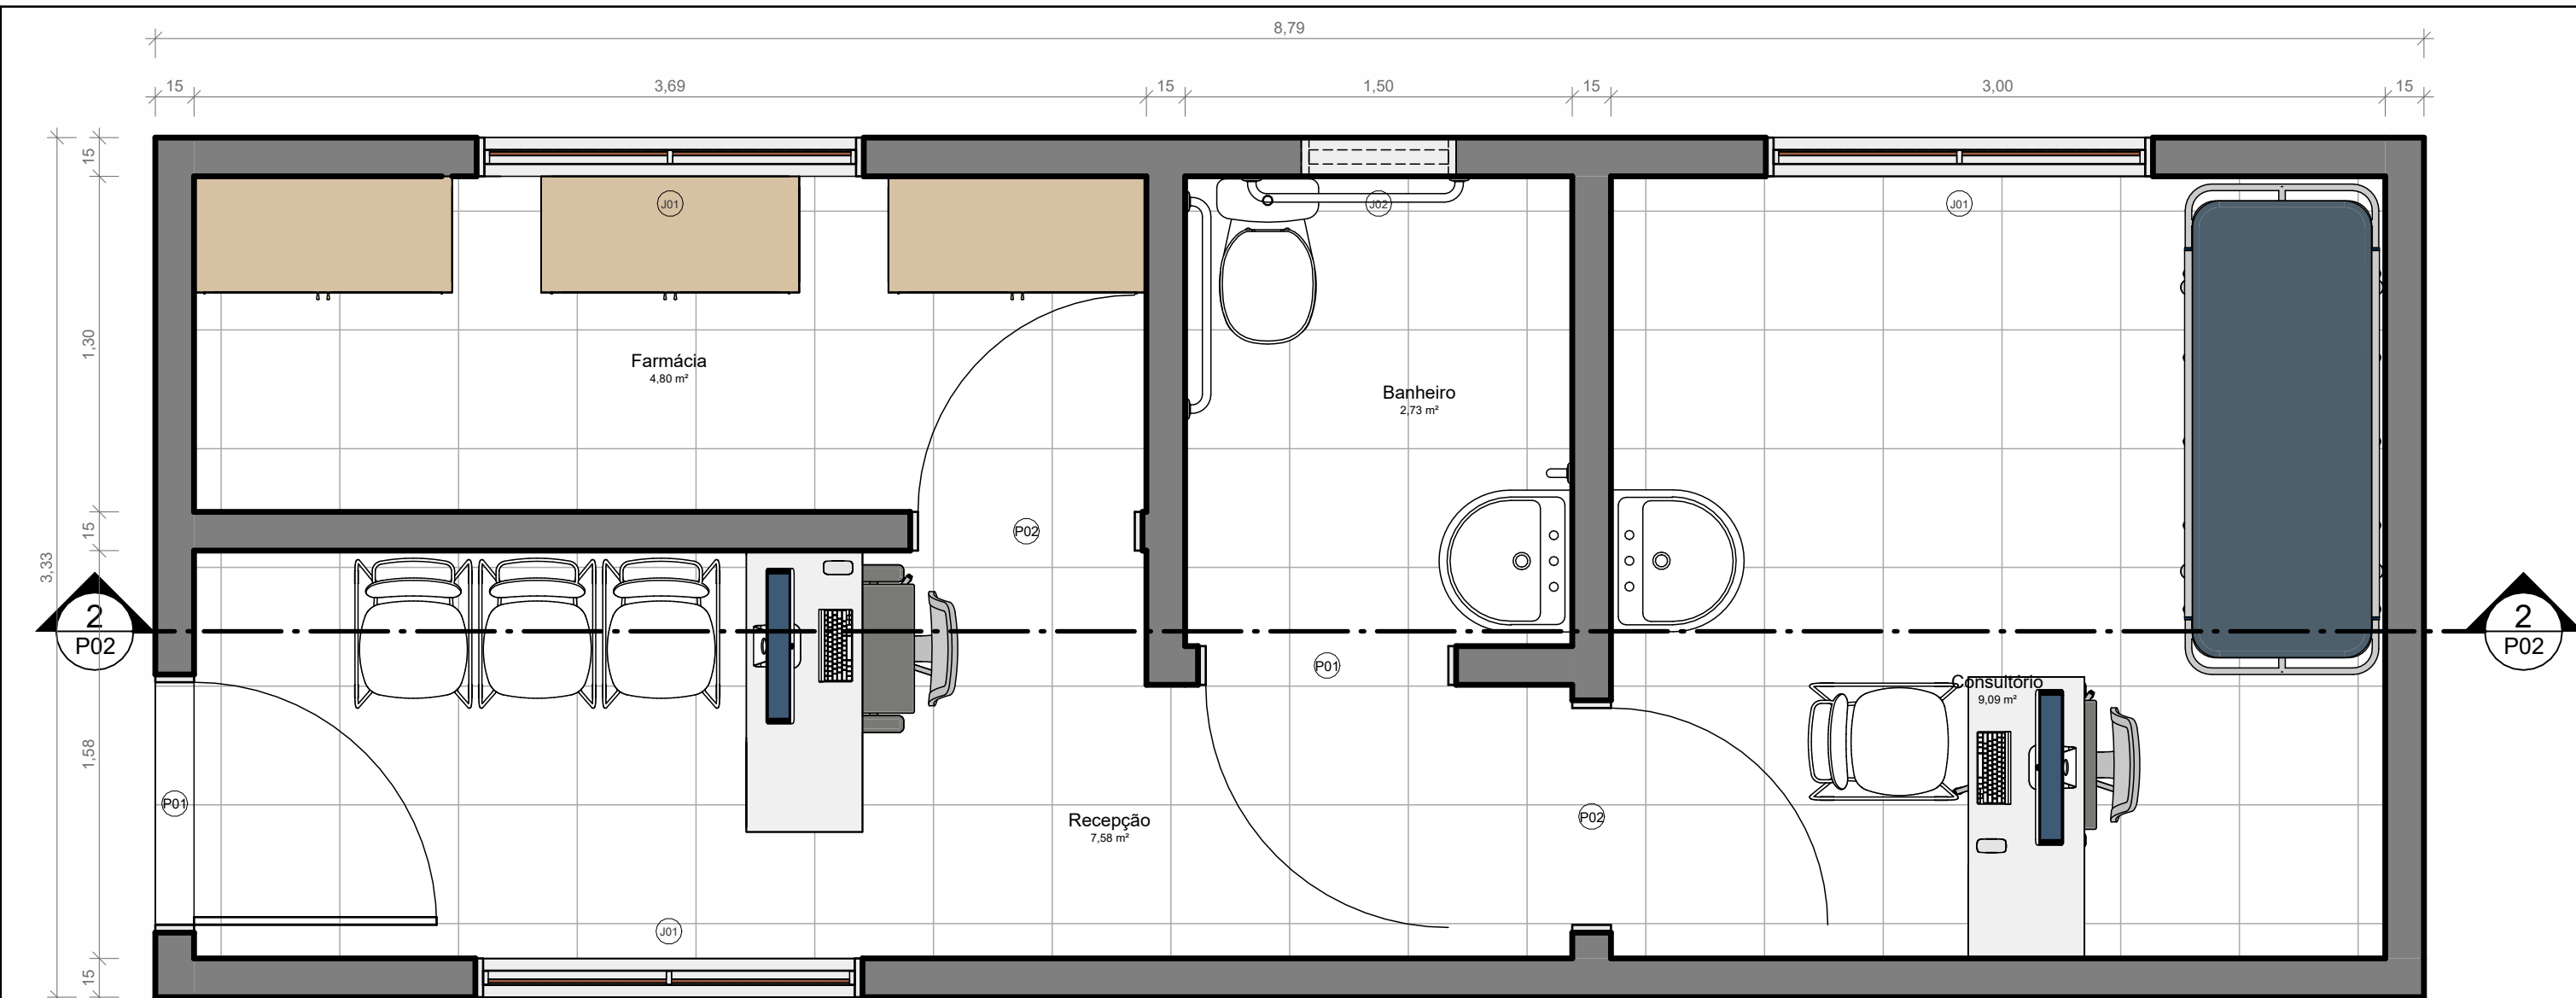 8,79
15
3,69
15
1,50
15
3,00
15
15
J01
J02
J01
1,30
Farmácia
4,80 m²
Banheiro
2,73 m²
15
P02
3,33
2
P02
2
P02
P01
Consultório
9,09 m²
1,58
P01
Recepção
7,58 m²
P02
J01
15